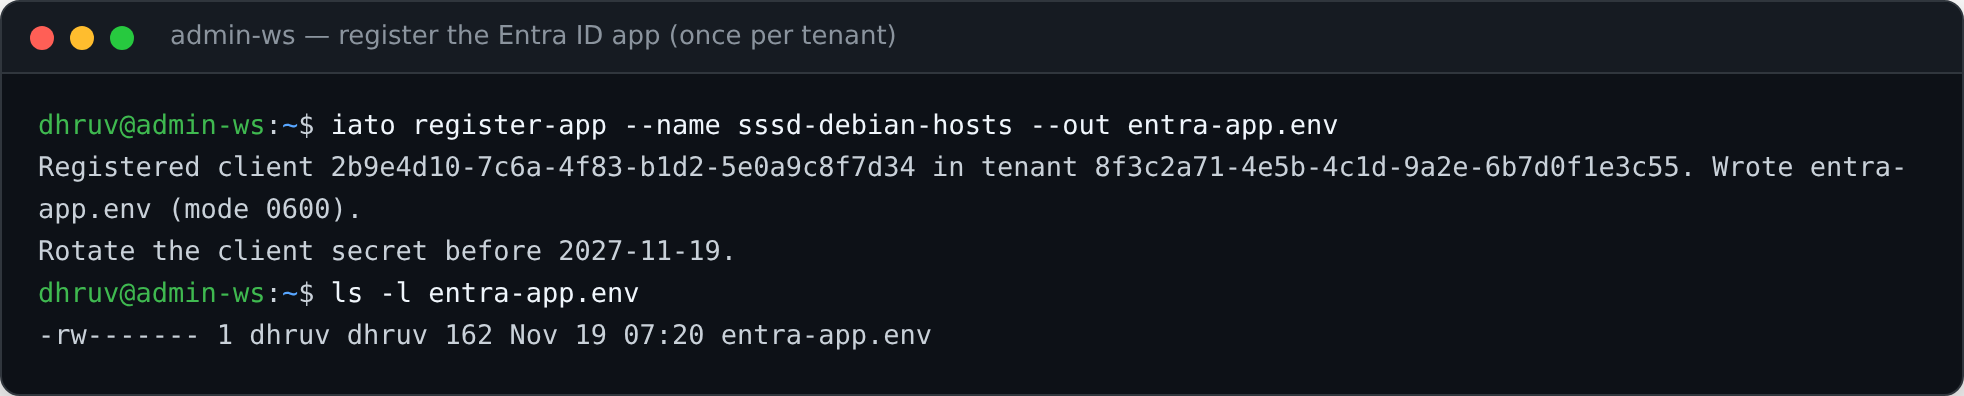 admin-ws — register the Entra ID app (once per tenant)
dhruv@admin-ws:~$ iato register-app --name sssd-debian-hosts --out entra-app.env
Registered client 2b9e4d10-7c6a-4f83-b1d2-5e0a9c8f7d34 in tenant 8f3c2a71-4e5b-4c1d-9a2e-6b7d0f1e3c55. Wrote entra-
app.env (mode 0600).
Rotate the client secret before 2027-11-19.
dhruv@admin-ws:~$ ls -l entra-app.env
-rw------- 1 dhruv dhruv 162 Nov 19 07:20 entra-app.env